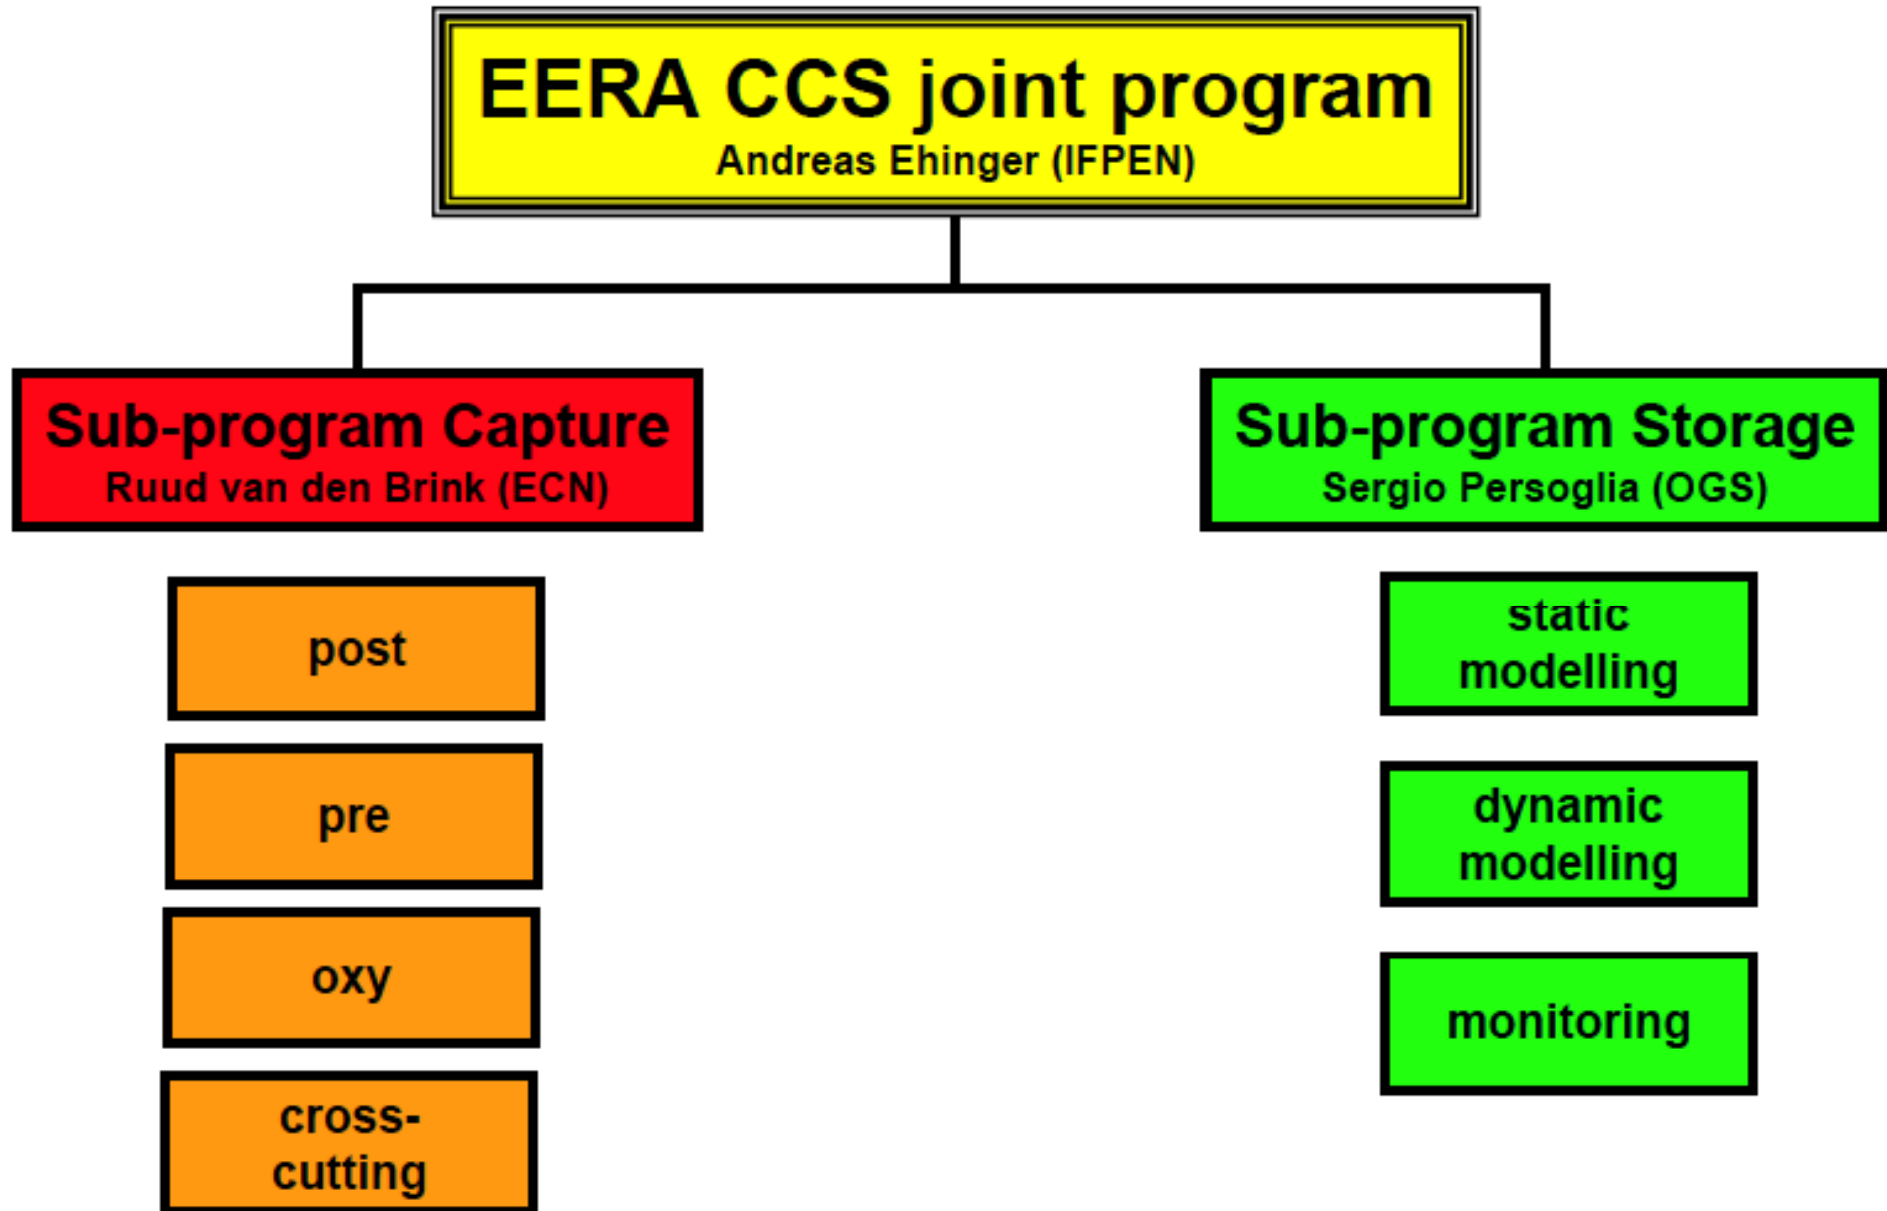 EERA CCS joint program
Andreas Ehinger (IFPEN)
Sub-program Capture
Ruud van den Brink (ECN)
Sub-program Storage
Sergio Persoglia (OGS)
post
pre
oxy
cross-
cutting
static
modelling
dynamic
modelling
monitoring